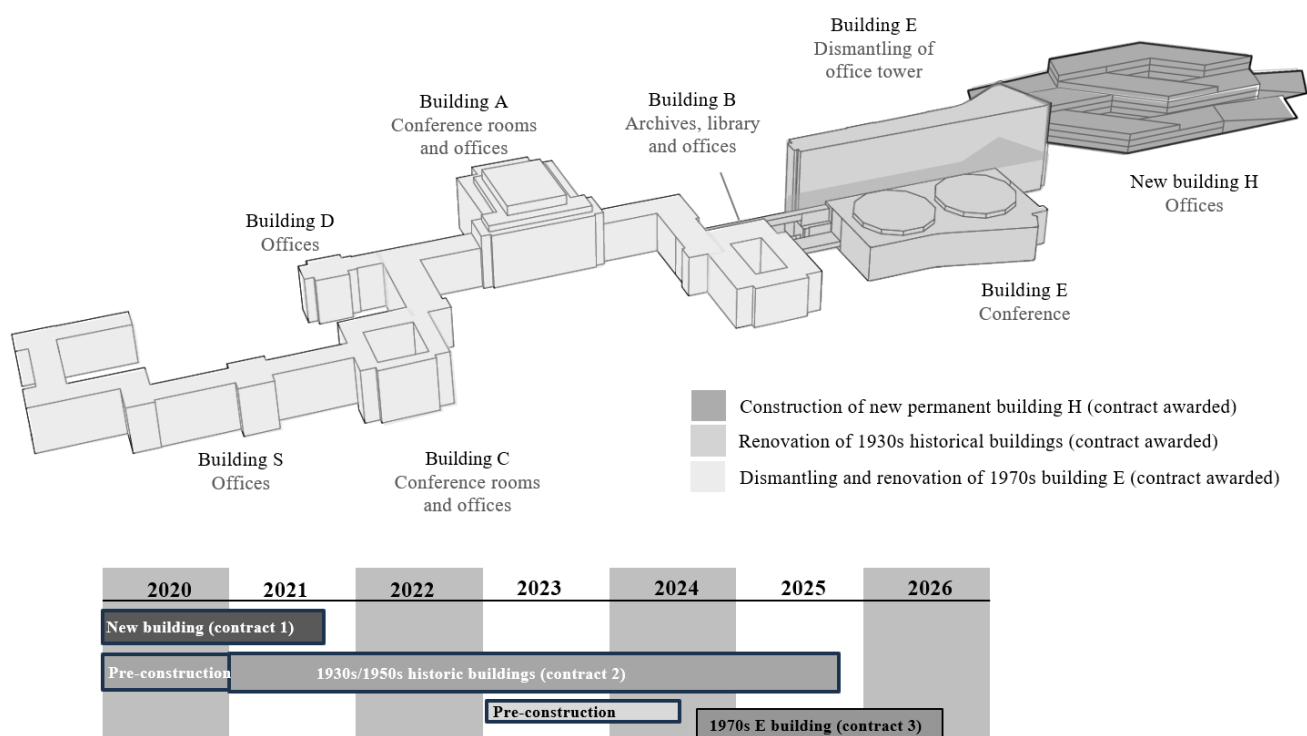 Building E
Dismantling of
office tower
Building A
Conference rooms
and offices
Building B
Archives, library
and offices
New building H
Offices
Building D
Offices
Building E
Conference
Building S
Offices
Building C
Conference rooms
and offices
Construction of new permanent building H (contract awarded)
Renovation of 1930s historical buildings (contract awarded)
Dismantling and renovation of 1970s building E (contract awarded)
2020 2021 2022 2023 2024 2025 2026
New building (contract 1)
Pre-construction 1930s/1950s historic buildings (contract 2)
Pre-construction
1970s E building (contract 3)